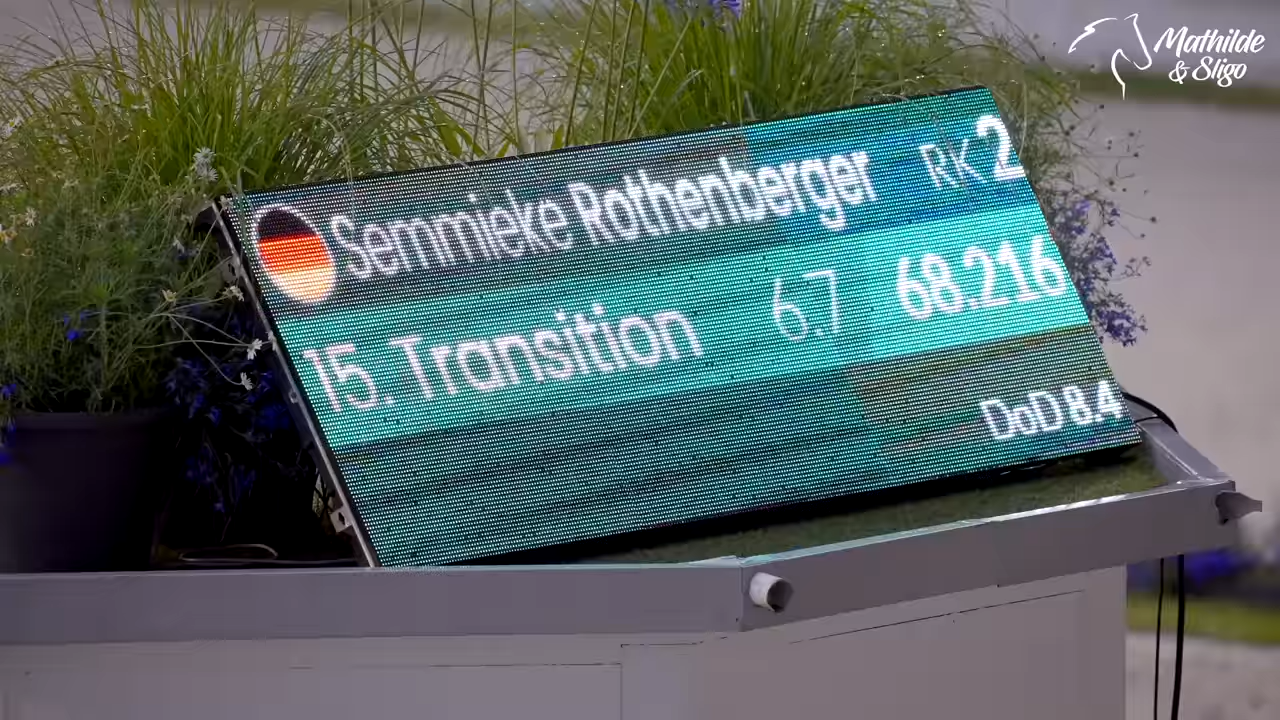 Mathilde
& Sligo
Semmieke Rothenberger RK 2
15. Transition 6.7 68.216
DoD 8.4